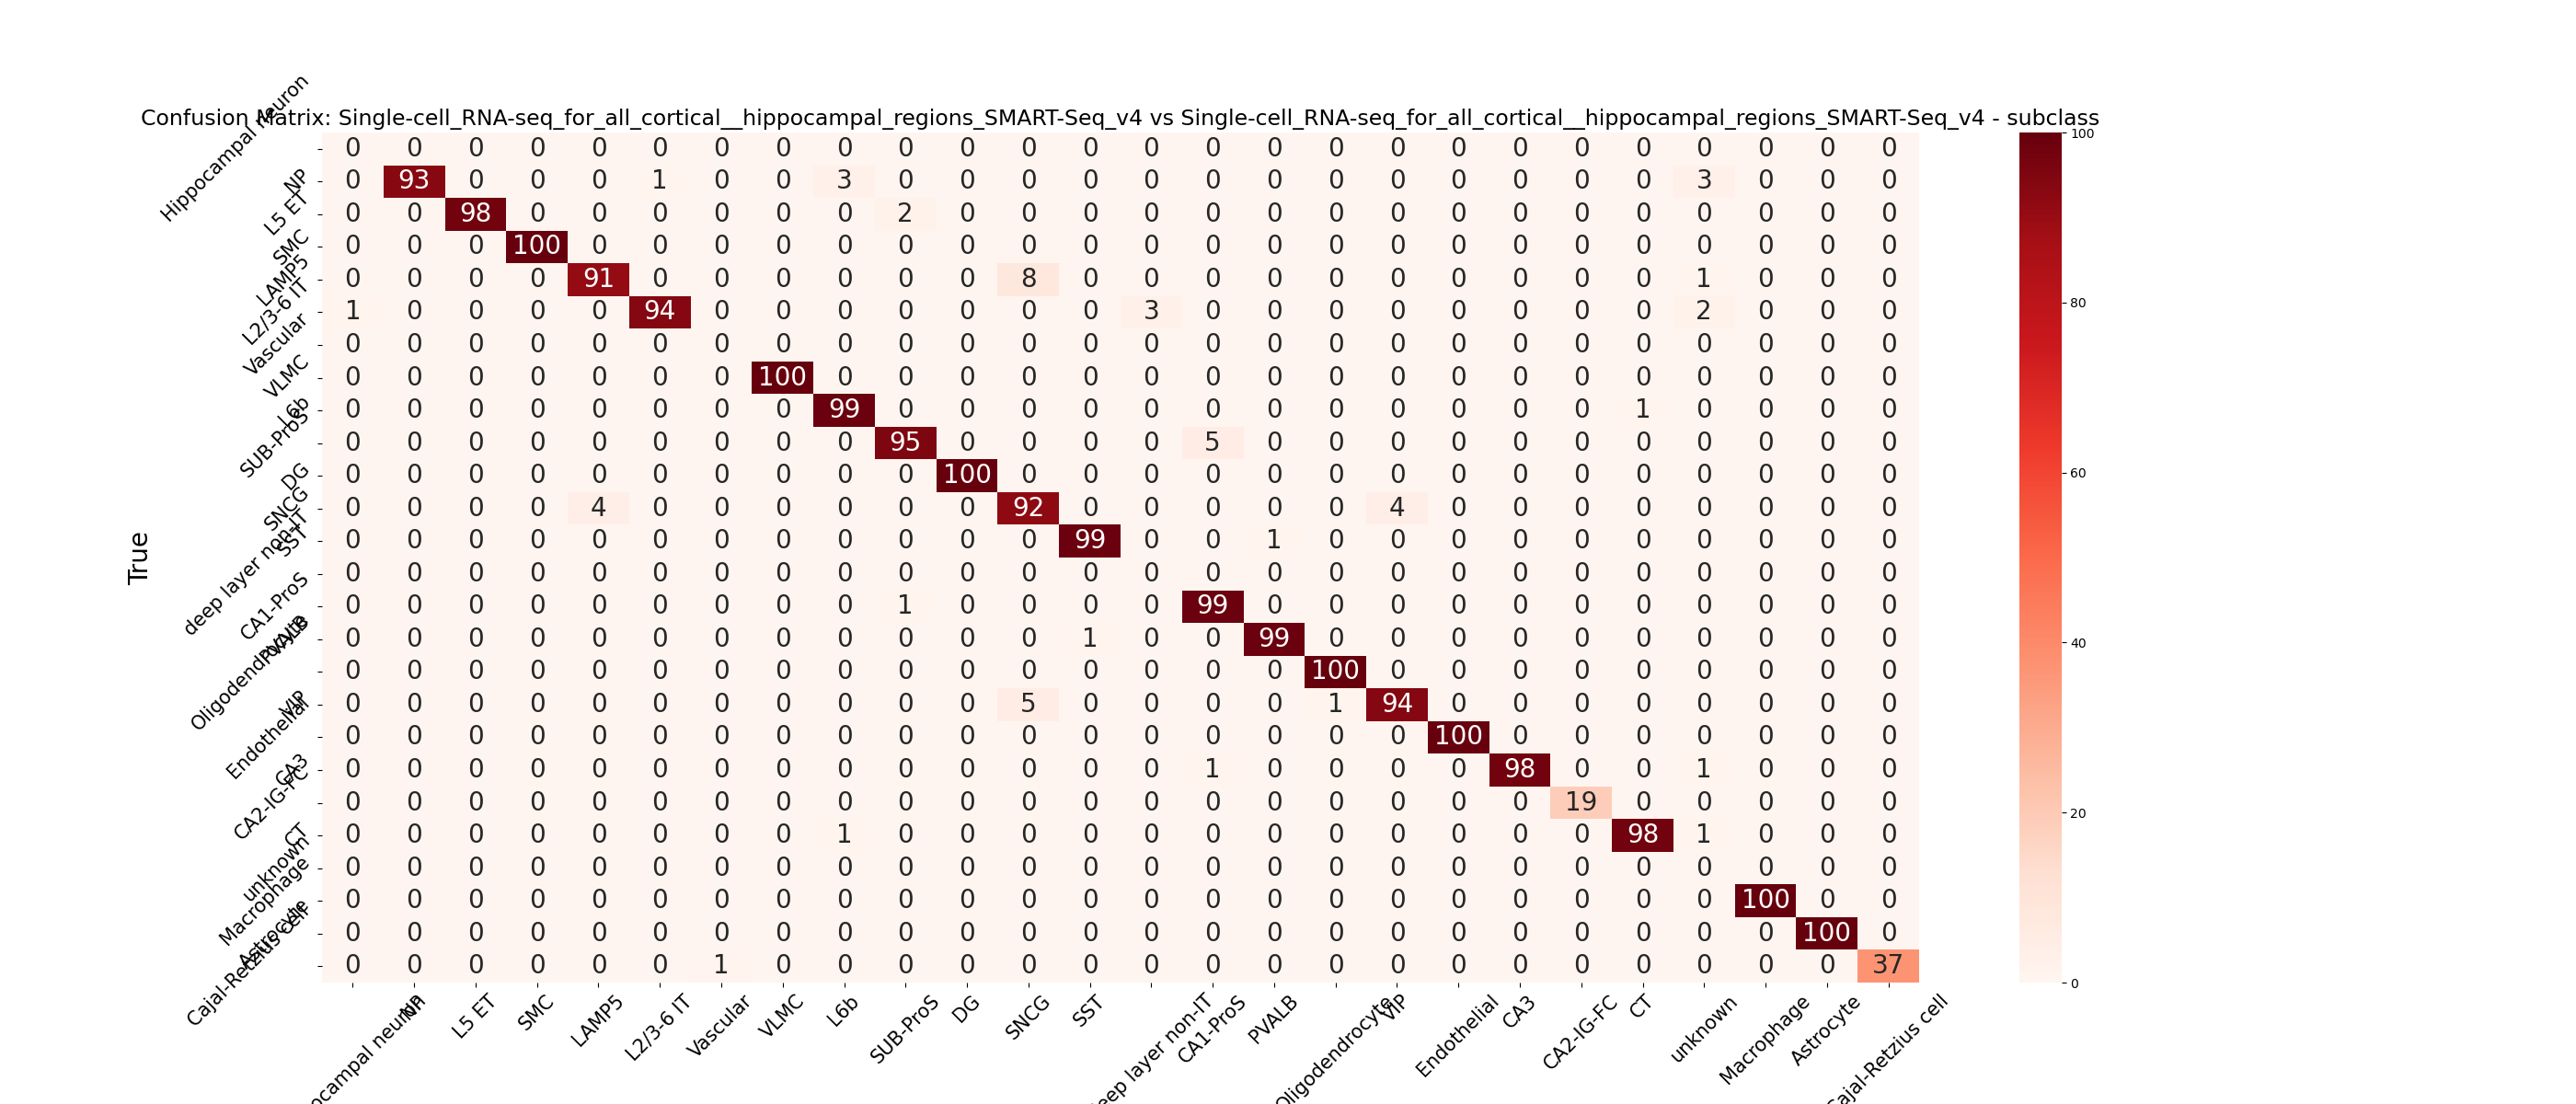 Confusion Matrix: Single-cell_RNA-seq_for_all_cortical__hippocampal_regions_SMART-Seq_v4 vs Single-cell_RNA-seq_for_all_cortical__hippocampal_regions_SMART-Seq_v4 - subclass
True
Hippocampal neuron 0 0 0 0 0 0 0 0 0 0 0 0 0 0 0 0 0 0 0 0 0 0 0 0 0 0
NP 0 93 0 0 0 1 0 0 3 0 0 0 0 0 0 0 0 0 0 0 0 0 3 0 0 0
L5 ET 0 0 98 0 0 0 0 0 0 2 0 0 0 0 0 0 0 0 0 0 0 0 0 0 0 0
SMC 0 0 0 100 0 0 0 0 0 0 0 0 0 0 0 0 0 0 0 0 0 0 0 0 0 0
LAMP5 0 0 0 0 91 0 0 0 0 0 0 8 0 0 0 0 0 0 0 0 0 0 1 0 0 0
L2/3-6 IT 1 0 0 0 0 94 0 0 0 0 0 0 0 3 0 0 0 0 0 0 0 0 2 0 0 0
Vascular 0 0 0 0 0 0 0 0 0 0 0 0 0 0 0 0 0 0 0 0 0 0 0 0 0 0
VLMC 0 0 0 0 0 0 0 100 0 0 0 0 0 0 0 0 0 0 0 0 0 0 0 0 0 0
L6b 0 0 0 0 0 0 0 0 99 0 0 0 0 0 0 0 0 0 0 0 0 1 0 0 0 0
SUB-ProS 0 0 0 0 0 0 0 0 0 95 0 0 0 0 5 0 0 0 0 0 0 0 0 0 0 0
DG 0 0 0 0 0 0 0 0 0 0 100 0 0 0 0 0 0 0 0 0 0 0 0 0 0 0
SNCG 0 0 0 0 4 0 0 0 0 0 0 92 0 0 0 0 0 4 0 0 0 0 0 0 0 0
SST 0 0 0 0 0 0 0 0 0 0 0 0 99 0 0 1 0 0 0 0 0 0 0 0 0 0
deep layer non-IT 0 0 0 0 0 0 0 0 0 0 0 0 0 0 0 0 0 0 0 0 0 0 0 0 0 0
CA1-ProS 0 0 0 0 0 0 0 0 0 1 0 0 0 0 99 0 0 0 0 0 0 0 0 0 0 0
PVALB 0 0 0 0 0 0 0 0 0 0 0 0 1 0 0 99 0 0 0 0 0 0 0 0 0 0
Oligodendrocyte 0 0 0 0 0 0 0 0 0 0 0 0 0 0 0 0 100 0 0 0 0 0 0 0 0 0
VIP 0 0 0 0 0 0 0 0 0 0 0 5 0 0 0 0 1 94 0 0 0 0 0 0 0 0
Endothelial 0 0 0 0 0 0 0 0 0 0 0 0 0 0 0 0 0 0 100 0 0 0 0 0 0 0
CA3 0 0 0 0 0 0 0 0 0 0 0 0 0 0 1 0 0 0 0 98 0 0 1 0 0 0
CA2-IG-FC 0 0 0 0 0 0 0 0 0 0 0 0 0 0 0 0 0 0 0 0 19 0 0 0 0 0
CT 0 0 0 0 0 0 0 0 1 0 0 0 0 0 0 0 0 0 0 0 0 98 1 0 0 0
unknown 0 0 0 0 0 0 0 0 0 0 0 0 0 0 0 0 0 0 0 0 0 0 0 0 0 0
Macrophage 0 0 0 0 0 0 0 0 0 0 0 0 0 0 0 0 0 0 0 0 0 0 0 100 0 0
Astrocyte 0 0 0 0 0 0 0 0 0 0 0 0 0 0 0 0 0 0 0 0 0 0 0 0 100 0
Cajal-Retzius cell 0 0 0 0 0 0 1 0 0 0 0 0 0 0 0 0 0 0 0 0 0 0 0 0 0 37
neuron
NP
L5 ET
SMC
LAMP5
L2/3-6 IT
Vascular
VLMC
L6b
SUB-ProS
DG
SNCG
SST
layer non-IT
CA1-ProS
PVALB
Oligodendrocyte
VIP
Endothelial
CA3
CA2-IG-FC
CT
unknown
Macrophage
Astrocyte
Cajal-Retzius cell
100
80
60
40
20
0